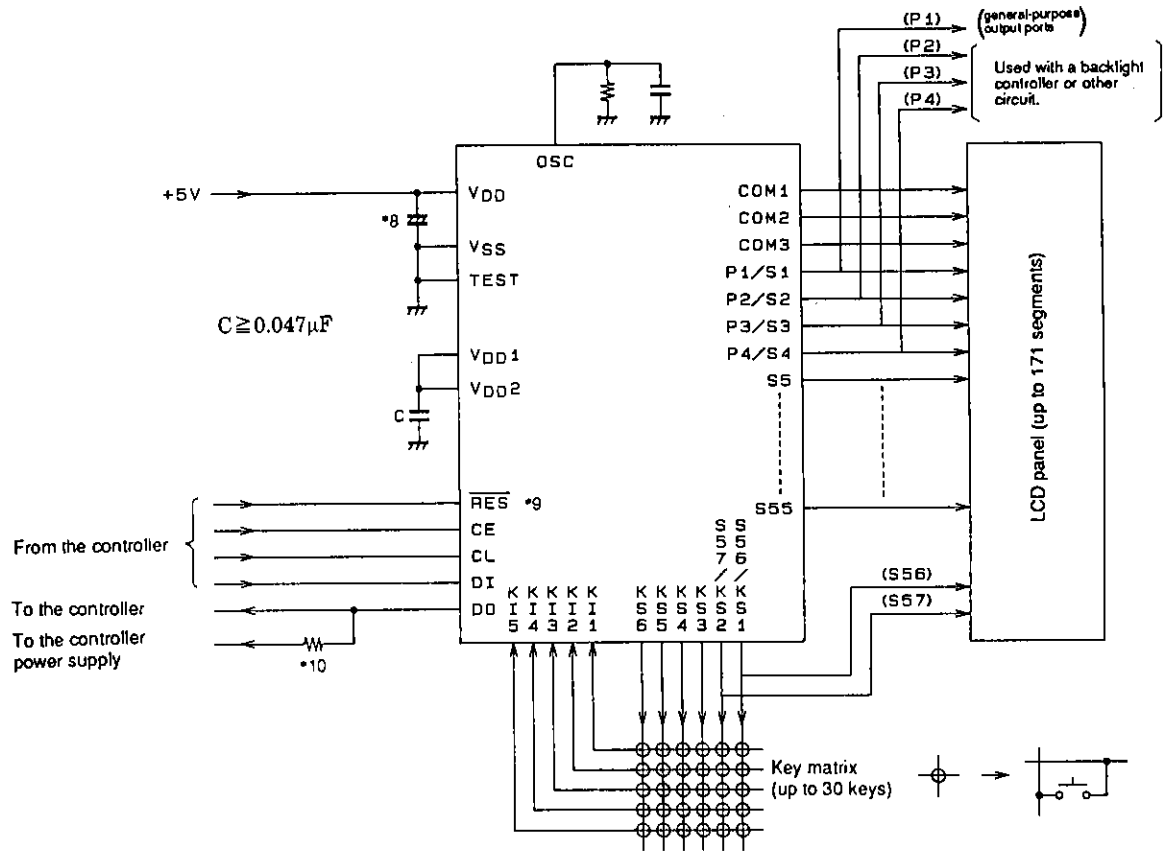 (P1)
(general-purpose
output ports)
(P2)
(P3)
(P4)
Used with a backlight
controller or other
circuit.
OSC
+5V
VDD
*8
VSS
TEST
C≧0.047μF
VDD1
VDD2
C
COM1
COM2
COM3
P1/S1
P2/S2
P3/S3
P4/S4
S5
S55
LCD panel (up to 171 segments)
From the controller
RES *9
CE
CL
DI
DO
To the controller
To the controller
power supply
*10
KI5
KI4
KI3
KI2
KI1
KS6
KS5
KS4
KS3
S57/KS2
S56/KS1
(S56)
(S57)
Key matrix
(up to 30 keys)